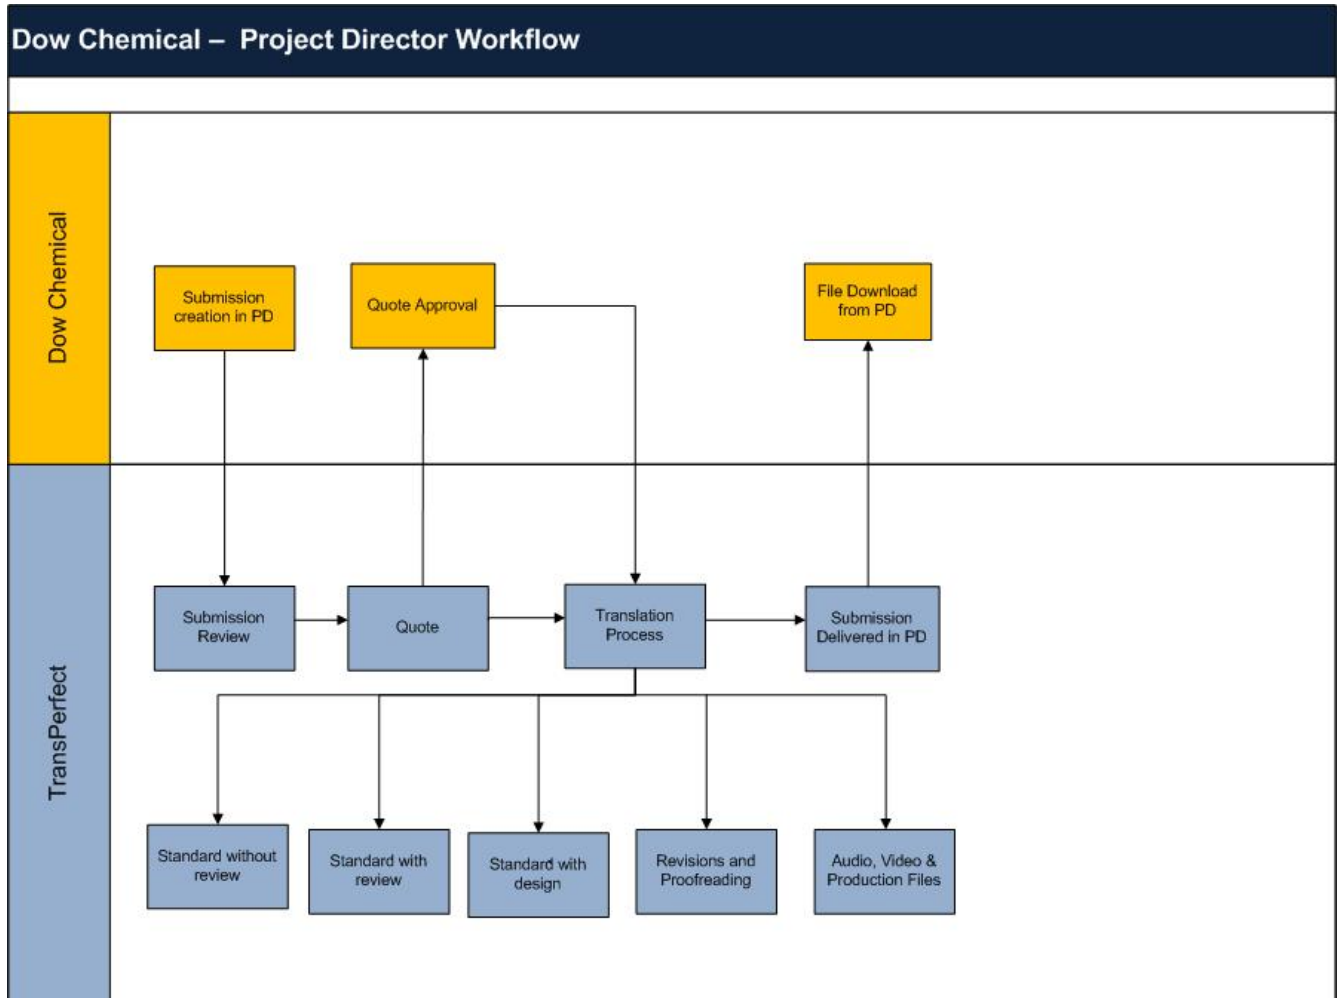 Dow Chemical – Project Director Workflow
Dow Chemical
Submission
creation in PD
Quote Approval
File Download
from PD
TransPerfect
Submission
Review
Quote
Translation
Process
Submission
Delivered in PD
Standard without
review
Standard with
review
Standard with
design
Revisions and
Proofreading
Audio, Video &
Production Files